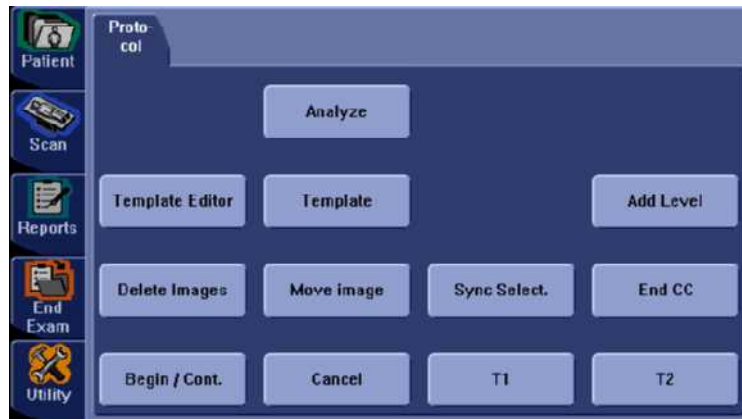 Patient
Scan
Reports
End
Exam
Utility
Proto-
col
Analyze
Template Editor
Template
Add Level
Delete Images
Move image
Sync Select.
End CC
Begin / Cont.
Cancel
T1
T2